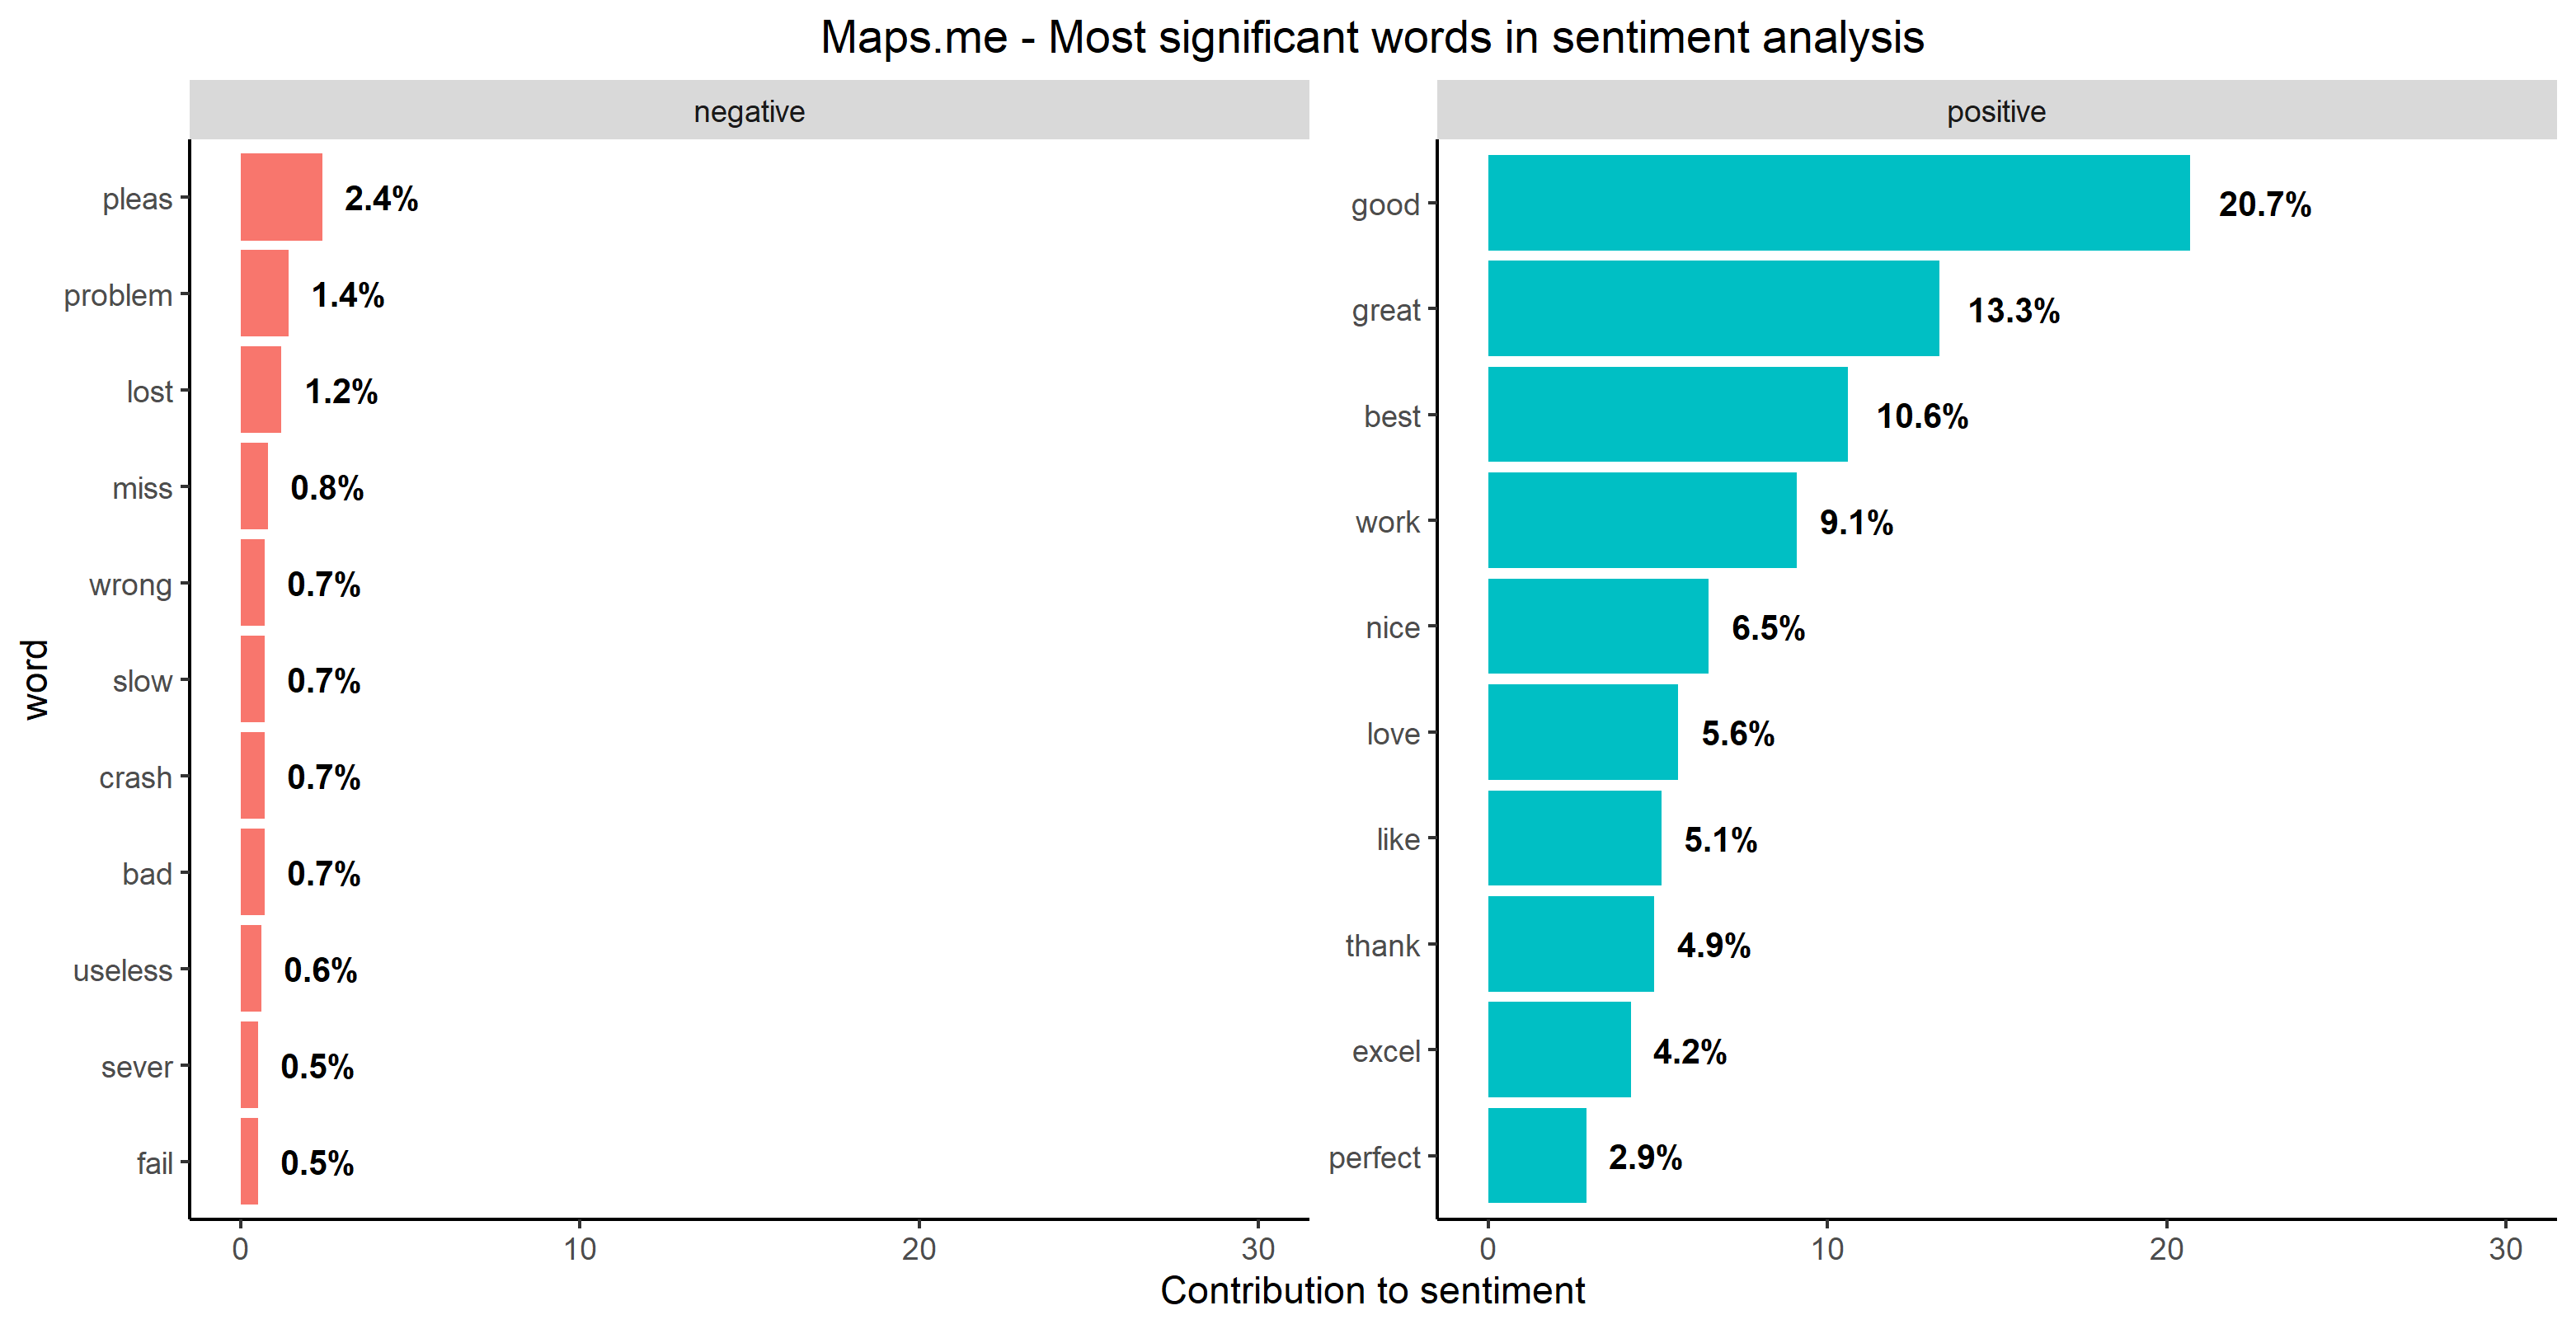 Maps.me - Most significant words in sentiment analysis
negative
word
pleas 2.4%
problem 1.4%
lost 1.2%
miss 0.8%
wrong 0.7%
slow 0.7%
crash 0.7%
bad 0.7%
useless 0.6%
sever 0.5%
fail 0.5%
0 10 20 30
positive
good 20.7%
great 13.3%
best 10.6%
work 9.1%
nice 6.5%
love 5.6%
like 5.1%
thank 4.9%
excel 4.2%
perfect 2.9%
0 10 20 30
Contribution to sentiment